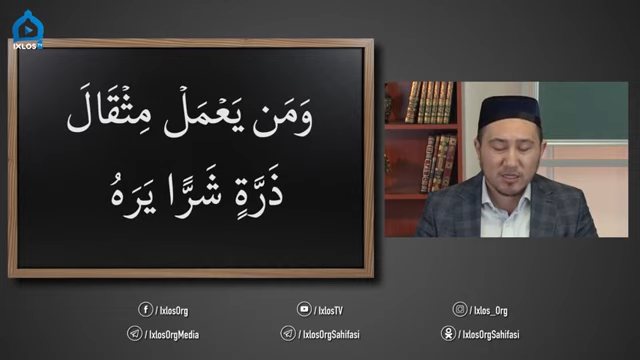 IXLOS
وَمَن يَعْمَلْ مِثْقَالَ
ذَرَّةٍ شَرًّا يَرَهُ
/ IxlosOrg
/ IxlosTV
/ Ixlos_Org
/ IxlosOrgMedia
/ IxlosOrgSahifasi
/ IxlosOrgSahifasi